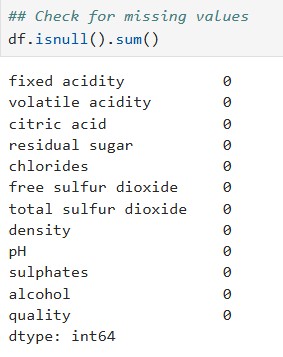 ## Check for missing values
df.isnull().sum()
fixed acidity 0
volatile acidity 0
citric acid 0
residual sugar 0
chlorides 0
free sulfur dioxide 0
total sulfur dioxide 0
density 0
pH 0
sulphates 0
alcohol 0
quality 0
dtype: int64